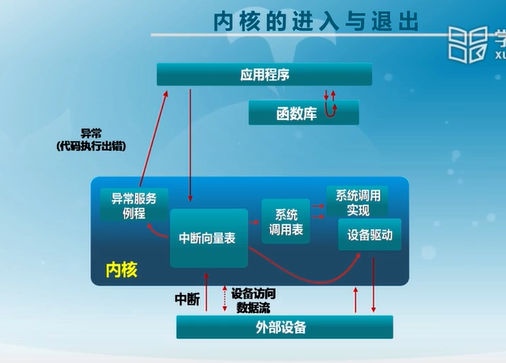 内核的进入与退出
学
xu
应用程序
函数库
异常
(代码执行出错)
异常服务
例程
中断向量表
系统
调用表
系统调用
实现
设备驱动
内核
中断
设备访问
数据流
外部设备